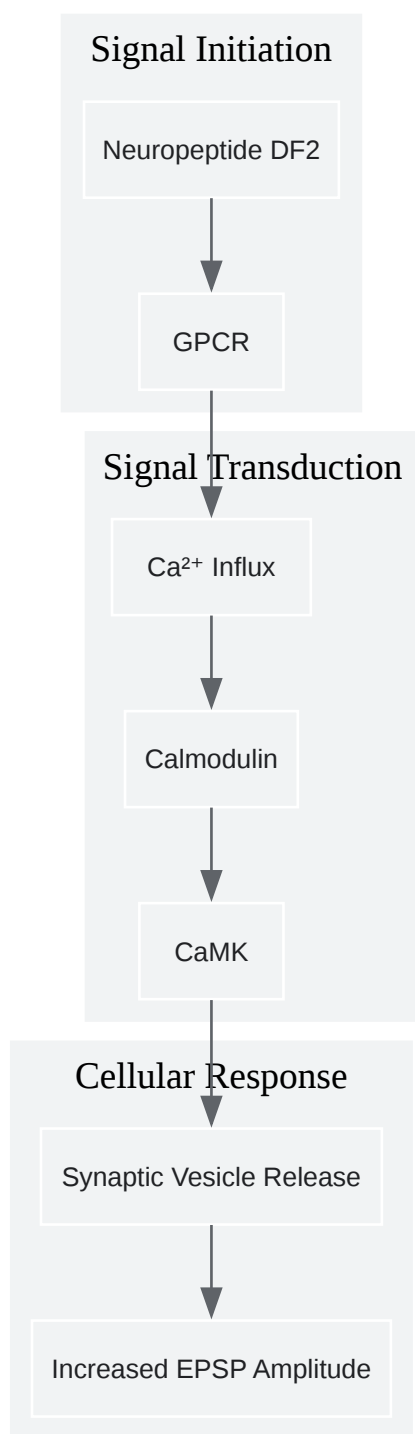 Signal Initiation
Neuropeptide DF2
GPCR
Signal Transduction
Ca²⁺ Influx
Calmodulin
CaMK
Cellular Response
Synaptic Vesicle Release
Increased EPSP Amplitude